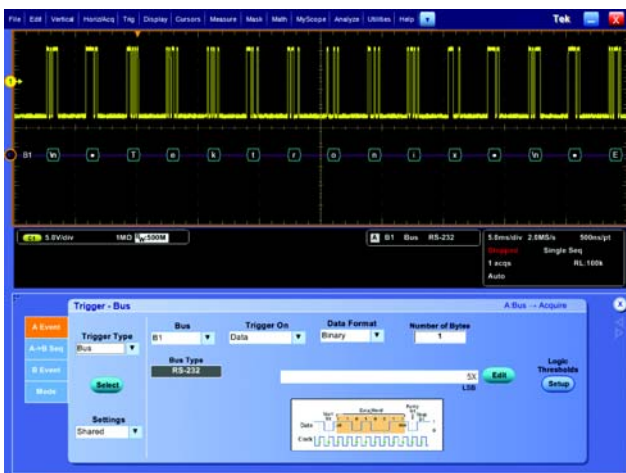 File Edit Vertical Horiz/Acq Trig Display Cursors Measure Mask Math MyScope Analyze Utilities Help Tek
1
B1 \n T e k t r o n i x \n E
C1 5.0V/div 1MΩ BW:500M
A B1 Bus RS-232
5.0ms/div 2.0MS/s 500ns/pt
Stopped Single Seq
1 acqs RL:100k
Auto
Trigger - Bus A:Bus → Acquire
A Event
A->B Seq
B Event
Mode
Trigger Type
Bus
Select
Settings
Shared
Bus
B1
Trigger On
Data
Data Format
Binary
Number of Bytes
1
Bus Type
RS-232
5X
LSB
Edit
Logic
Thresholds
Setup
Start
Data
Clock